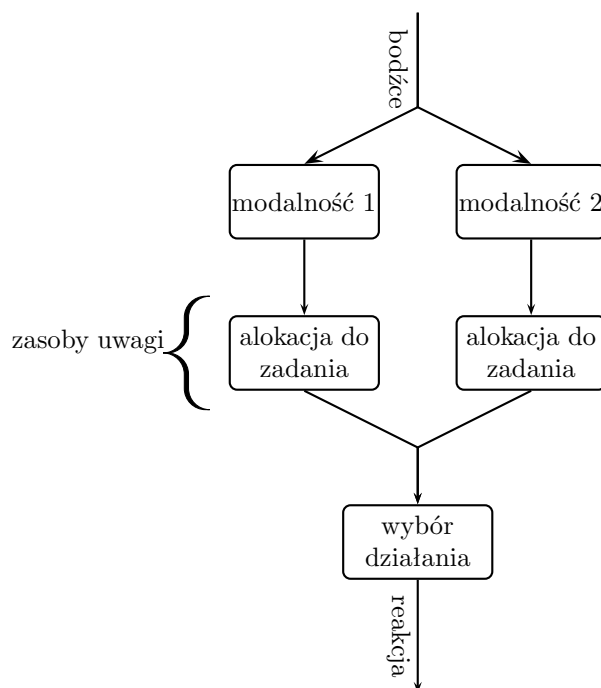 bodźce
modalność 1
modalność 2
zasoby uwagi
alokacja do
zadania
alokacja do
zadania
wybór
działania
reakcja